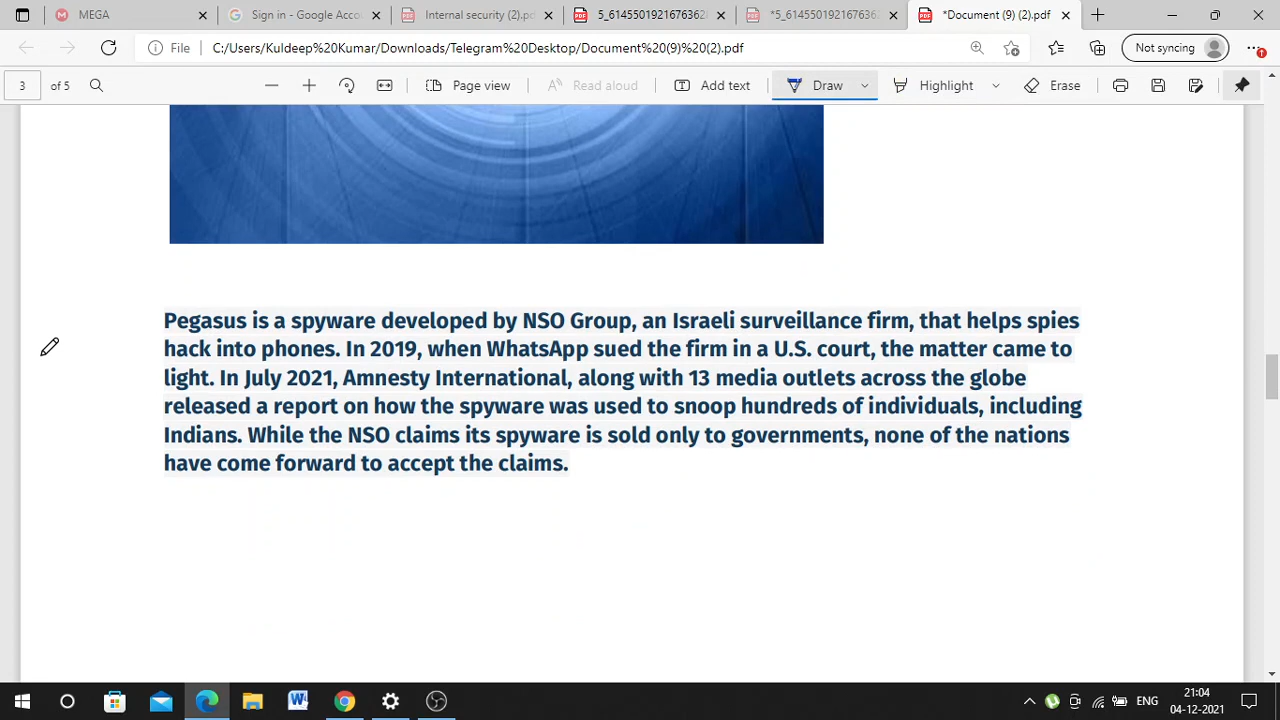 MEGA
Sign in - Google Acco
Internal security (2).pd
5_6145501921676362
*5_614550192167636
*Document (9) (2).pdf
File
C:/Users/Kuldeep%20Kumar/Downloads/Telegram%20Desktop/Document%20(9)%20(2).pdf
Not syncing
3 of 5
Page view
Read aloud
Add text
Draw
Highlight
Erase
Pegasus is a spyware developed by NSO Group, an Israeli surveillance firm, that helps spies
hack into phones. In 2019, when WhatsApp sued the firm in a U.S. court, the matter came to
light. In July 2021, Amnesty International, along with 13 media outlets across the globe
released a report on how the spyware was used to snoop hundreds of individuals, including
Indians. While the NSO claims its spyware is sold only to governments, none of the nations
have come forward to accept the claims.
ENG
21:04
04-12-2021